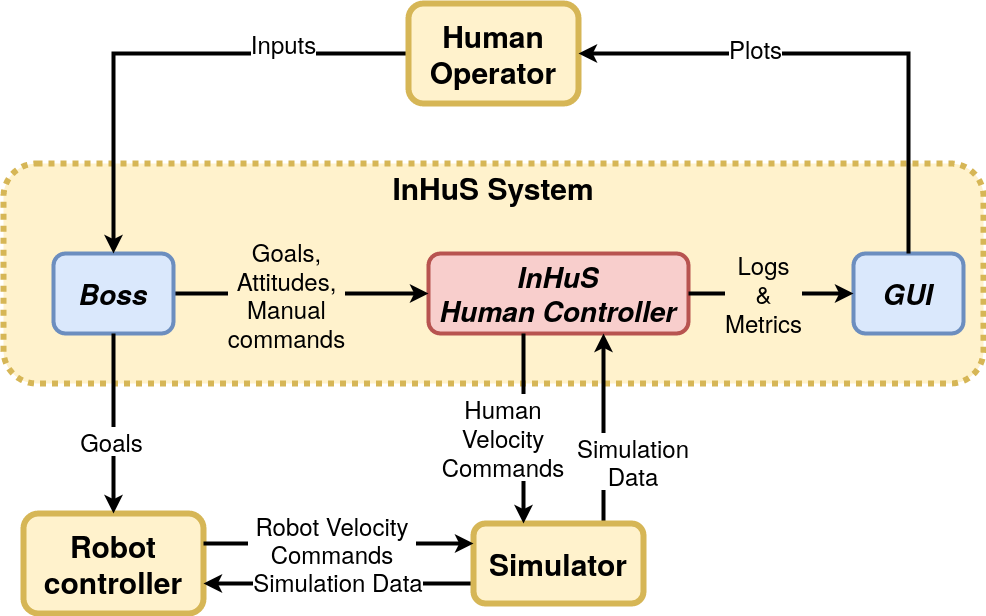 Human
Operator
Inputs
Plots
InHuS System
Boss
Goals,
Attitudes,
Manual
commands
InHuS
Human Controller
Logs
&
Metrics
GUI
Goals
Human
Velocity
Commands
Simulation
Data
Robot
controller
Robot Velocity
Commands
Simulation Data
Simulator